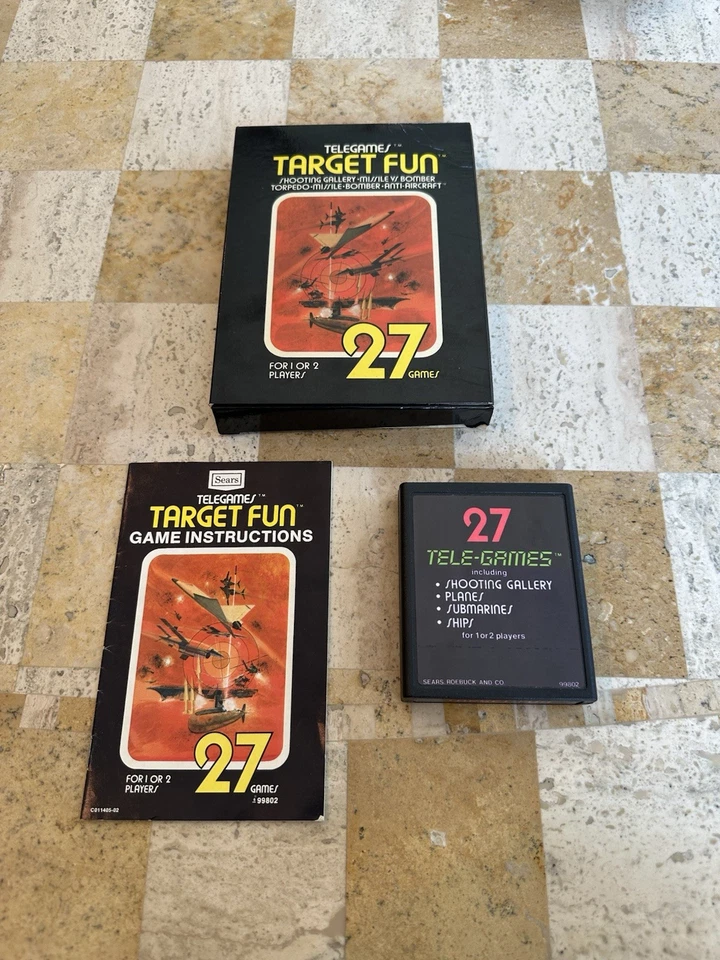 TELEGAMES™
TARGET FUN™
SHOOTING GALLERY • MISSILE VS BOMBER
TORPEDO • MISSILE • BOMBER • ANTI-AIRCRAFT™
27
FOR 1 OR 2
PLAYERS
GAMES
Sears
TELEGAMES™
TARGET FUN™
GAME INSTRUCTIONS
27
FOR 1 OR 2
PLAYERS
GAMES
99802
C011405-02
27
TELE-GAMES™
including
• SHOOTING GALLERY
• PLANES
• SUBMARINES
• SHIPS
for 1 or 2 players
SEARS, ROEBUCK AND CO.
99802